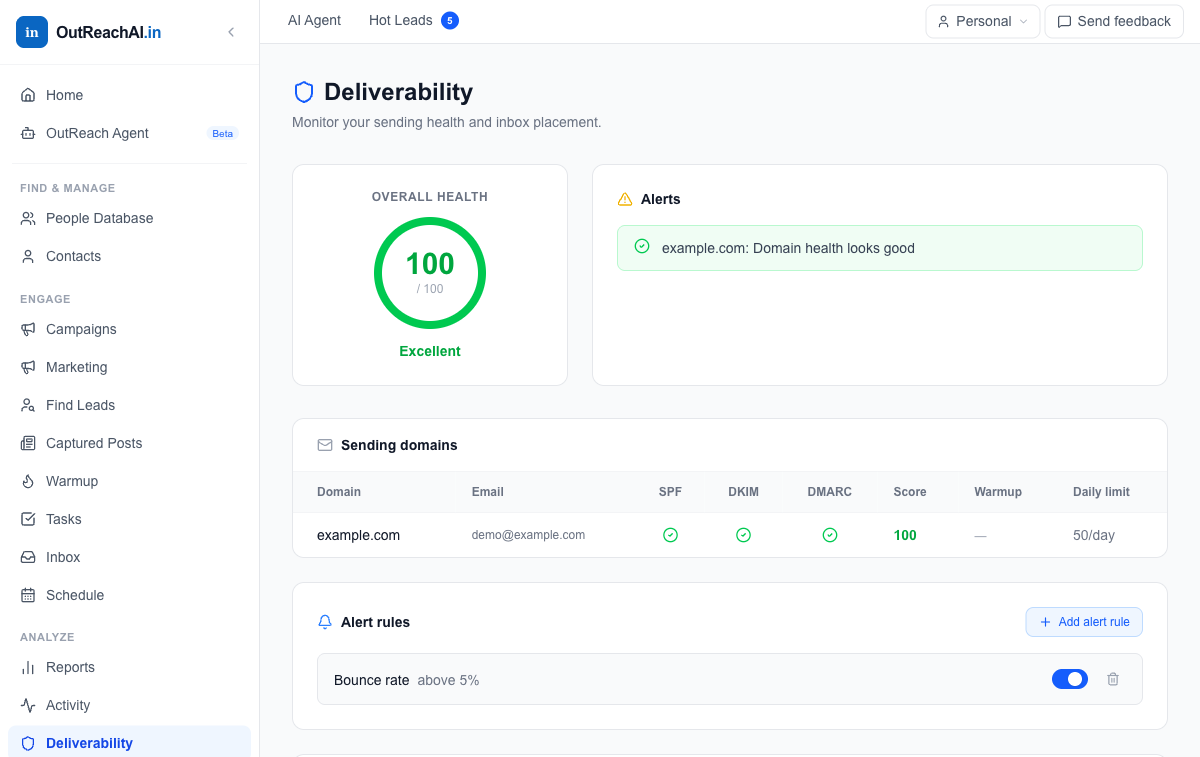 in OutReachAI.in
Home
OutReach Agent Beta
FIND & MANAGE
People Database
Contacts
ENGAGE
Campaigns
Marketing
Find Leads
Captured Posts
Warmup
Tasks
Inbox
Schedule
ANALYZE
Reports
Activity
Deliverability
AI Agent Hot Leads 5 Personal Send feedback
Deliverability
Monitor your sending health and inbox placement.
OVERALL HEALTH
100
/ 100
Excellent
Alerts
example.com: Domain health looks good
Sending domains
Domain Email SPF DKIM DMARC Score Warmup Daily limit
example.com demo@example.com 100 — 50/day
Alert rules Add alert rule
Bounce rate above 5%